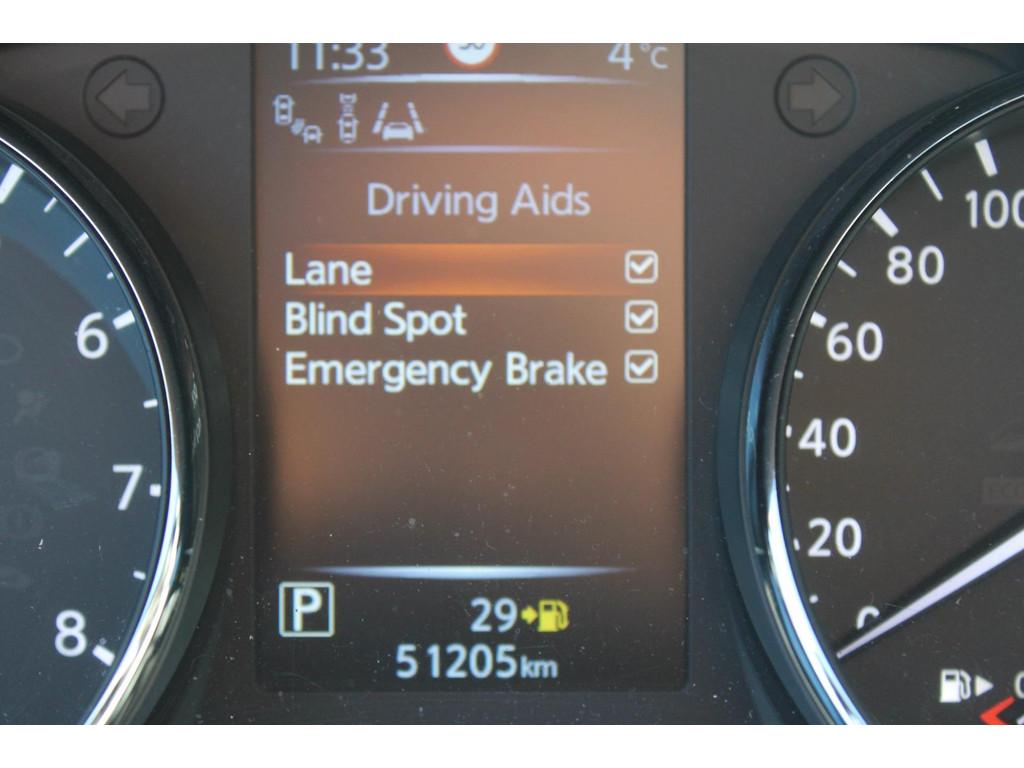 11:33 4°C
Driving Aids
Lane
Blind Spot
Emergency Brake
P 29
51205km
6
7
8
100
80
60
40
20
0